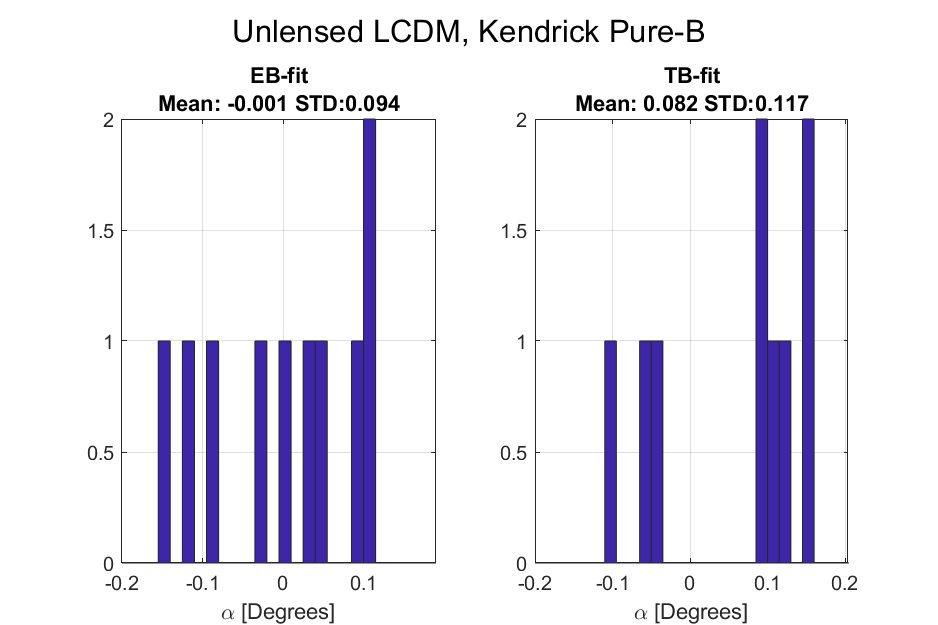 Unlensed LCDM, Kendrick Pure-B
EB-fit
Mean: -0.001 STD:0.094
2
1.5
1
0.5
0
-0.2
-0.1
0
0.1
α [Degrees]
TB-fit
Mean: 0.082 STD:0.117
2
1.5
1
0.5
0
-0.2
-0.1
0
0.1
0.2
α [Degrees]